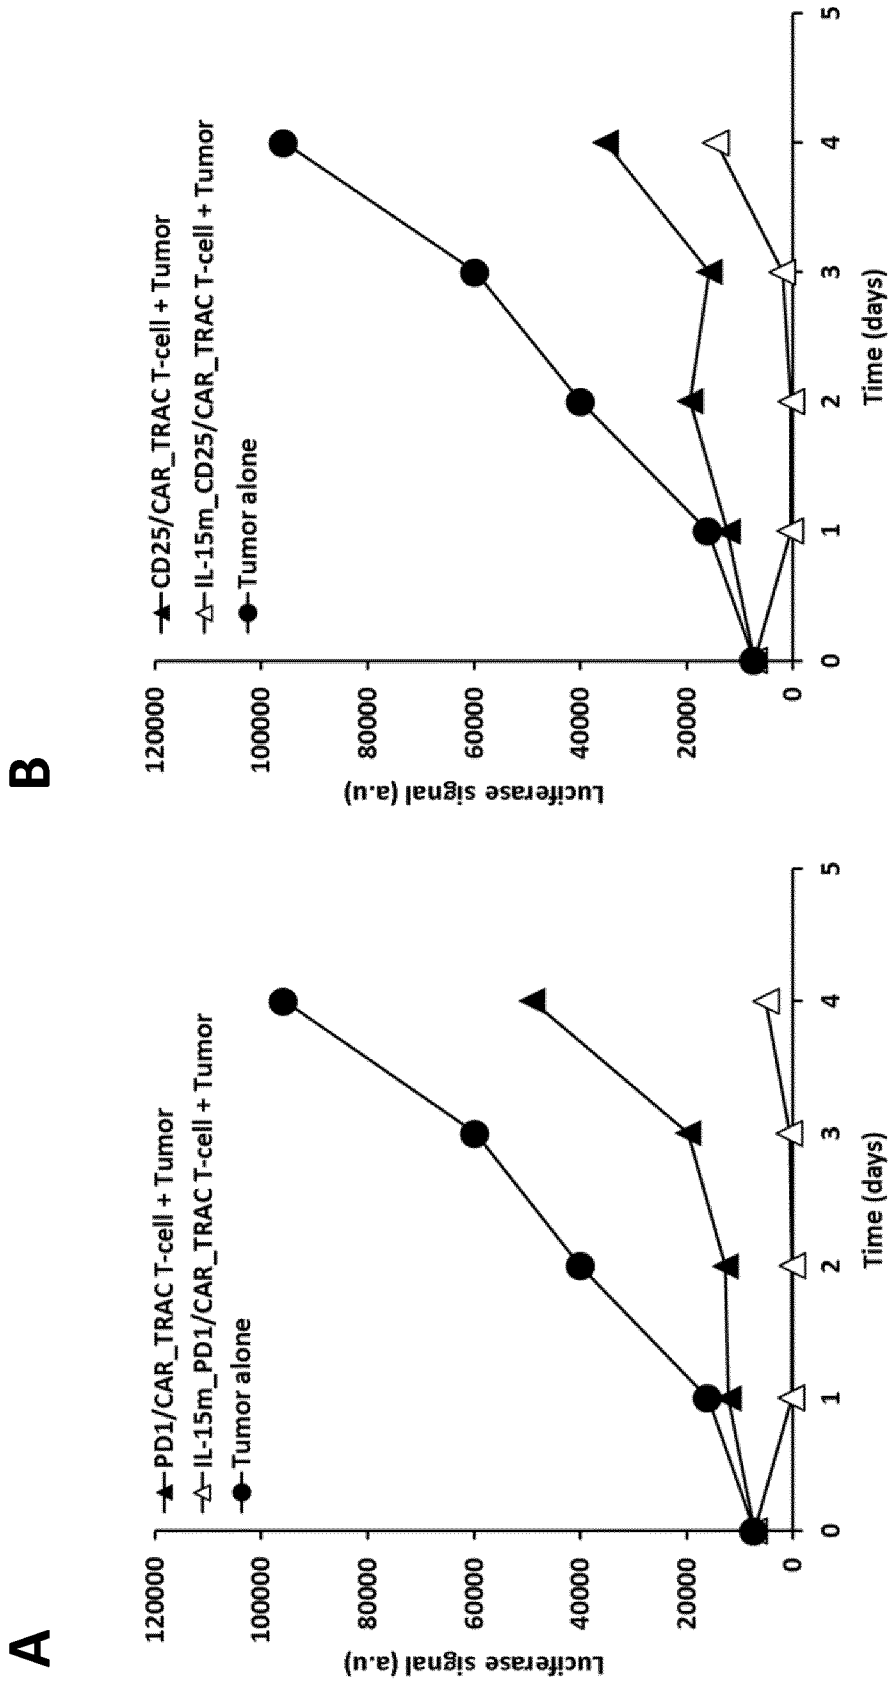 A
PD1/CAR_TRAC T-cell + Tumor
IL-15m_PD1/CAR_TRAC T-cell + Tumor
Tumor alone
Luciferase signal (a.u)
120000
100000
80000
60000
40000
20000
0
0 1 2 3 4 5
Time (days)
B
CD25/CAR_TRAC T-cell + Tumor
IL-15m_CD25/CAR_TRAC T-cell + Tumor
Tumor alone
Luciferase signal (a.u)
120000
100000
80000
60000
40000
20000
0
0 1 2 3 4 5
Time (days)